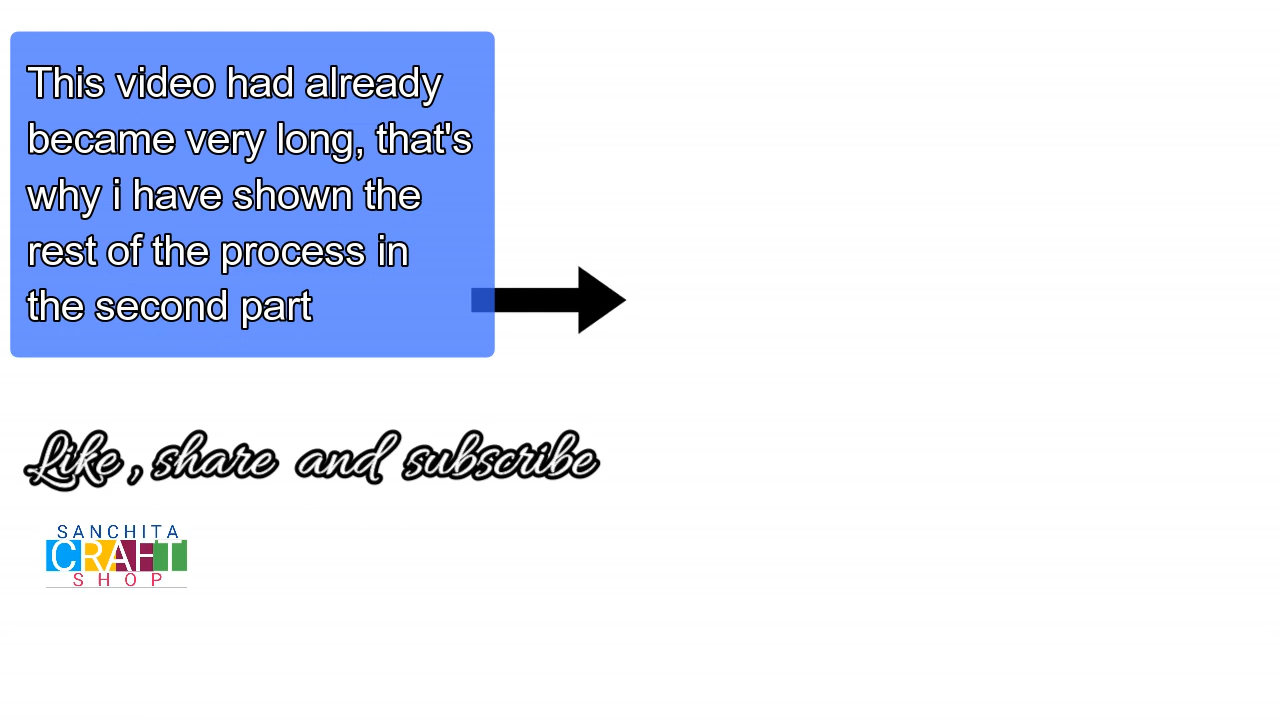 This video had already
became very long, that's
why i have shown the
rest of the process in
the second part
Like, share and subscribe
SANCHITA
CRAFT
SHOP